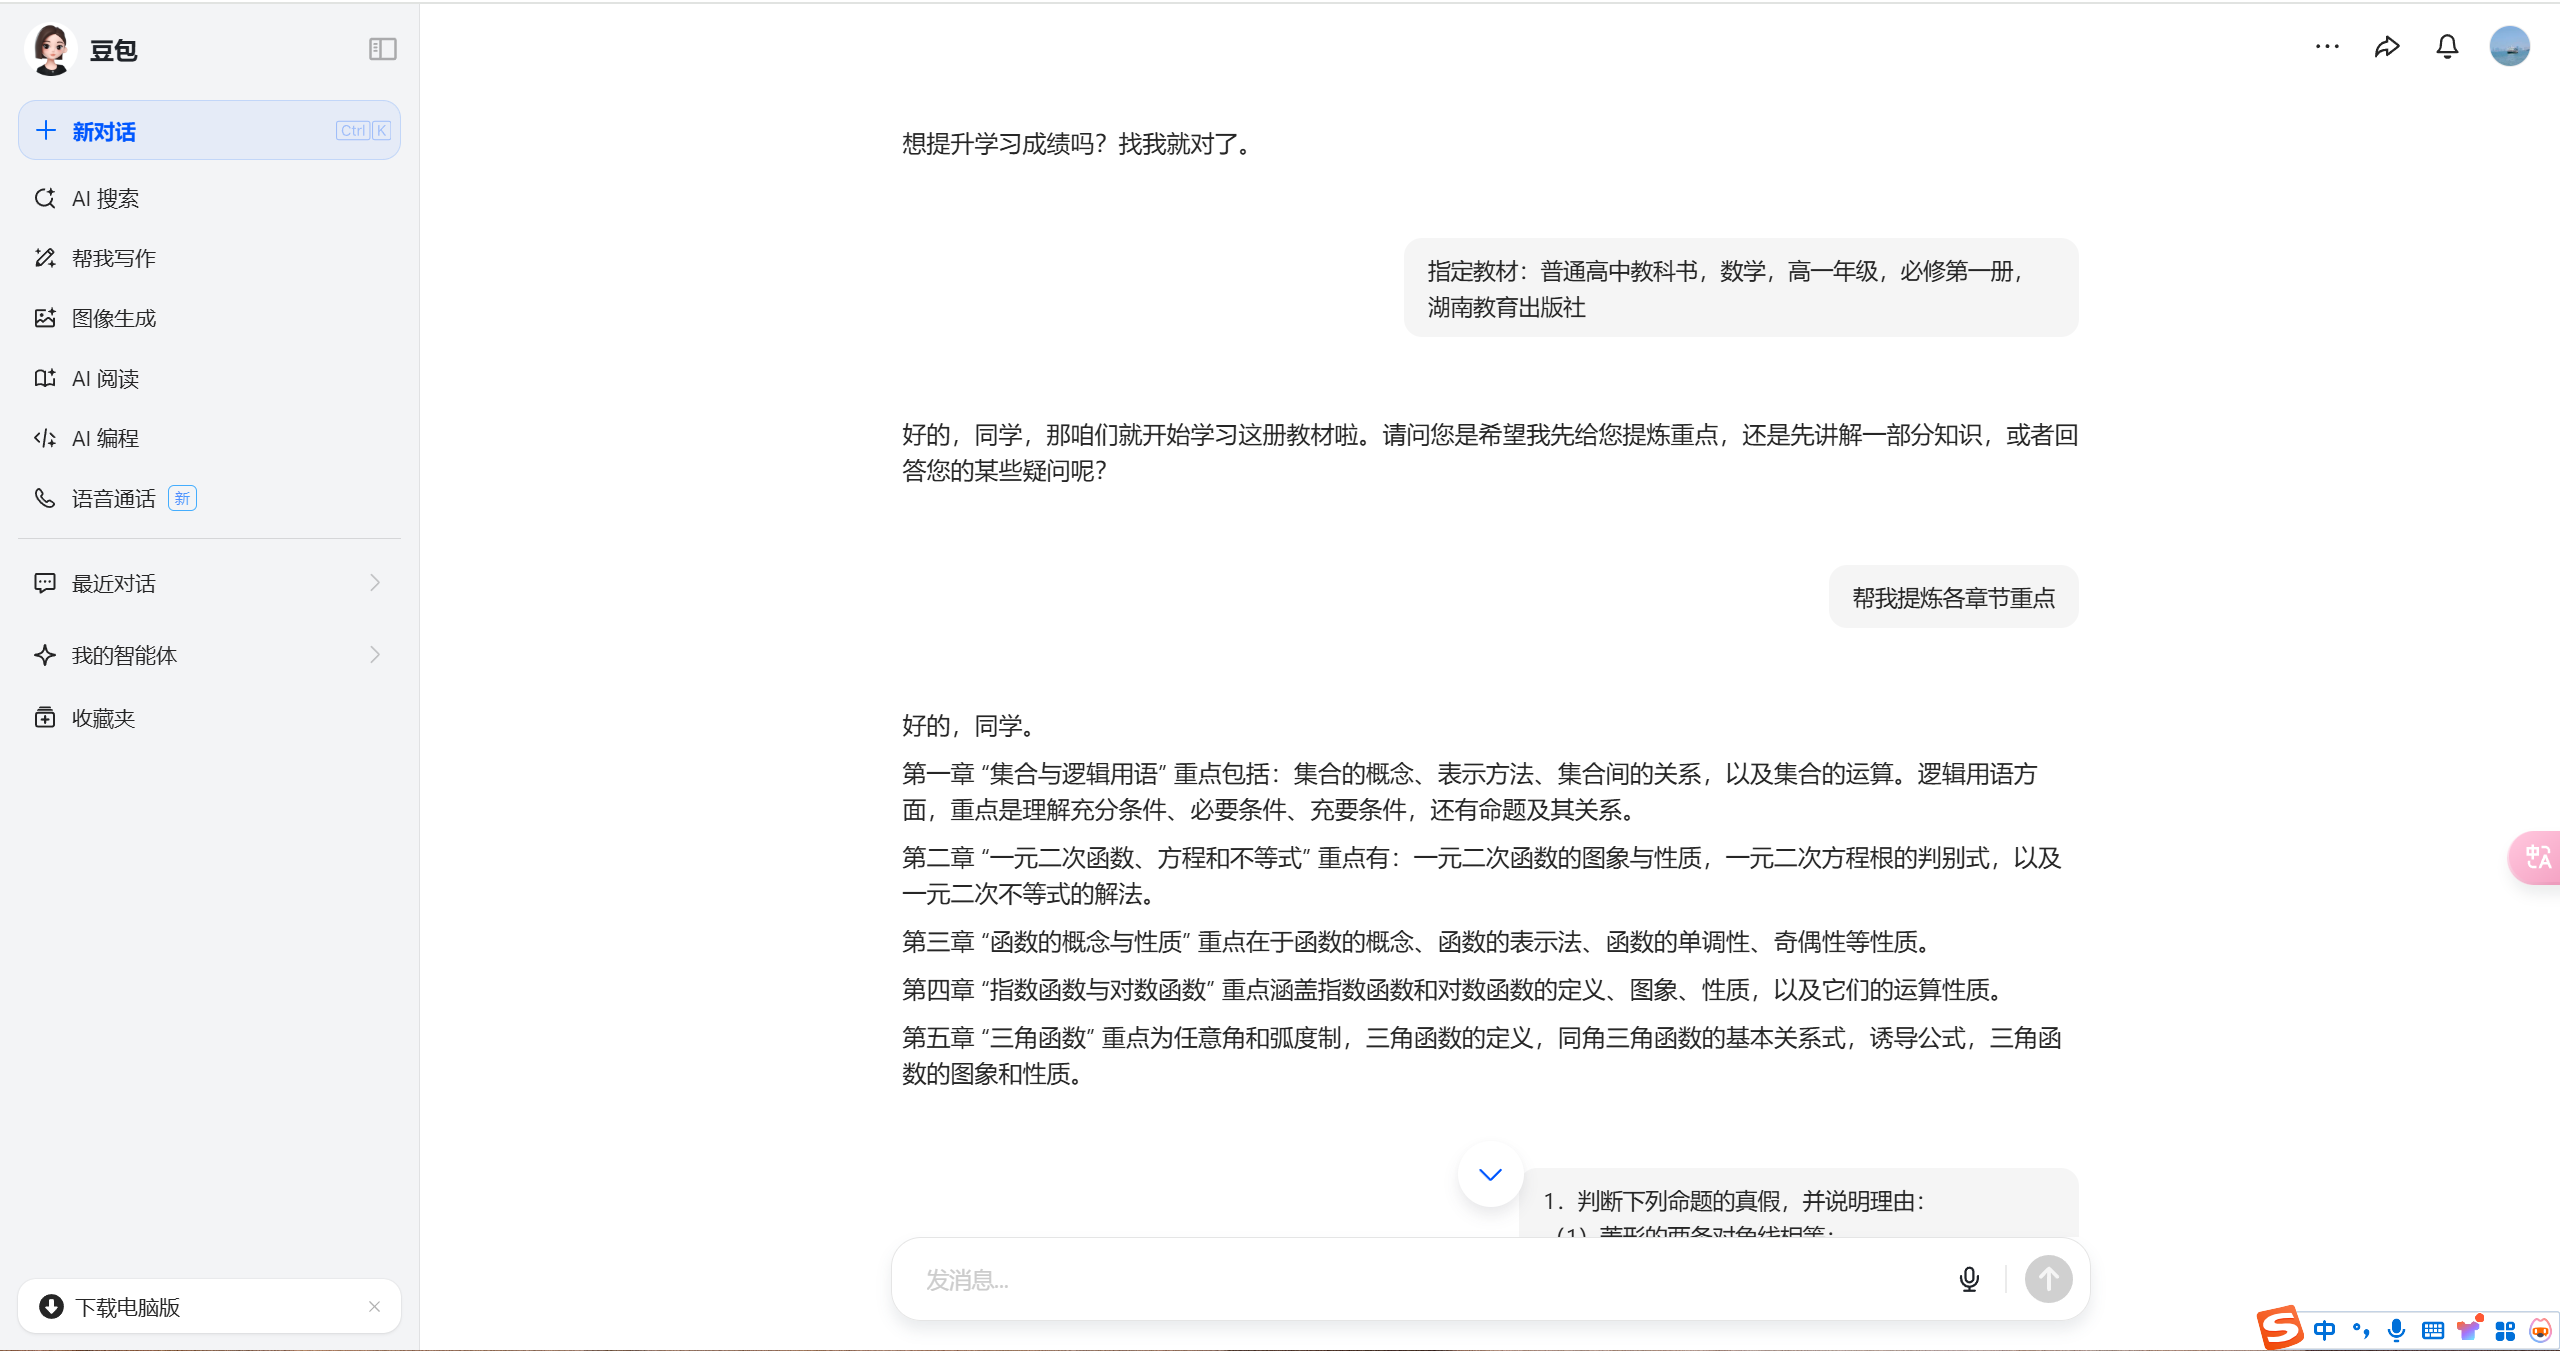 豆包
新对话
Ctrl K
AI 搜索
帮我写作
图像生成
AI 阅读
AI 编程
语音通话 新
最近对话
我的智能体
收藏夹
下载电脑版
想提升学习成绩吗？找我就对了。
指定教材：普通高中教科书，数学，高一年级，必修第一册，
湖南教育出版社
好的，同学，那咱们就开始学习这册教材啦。请问您是希望我先给您提炼重点，还是先讲解一部分知识，或者回
答您的某些疑问呢？
帮我提炼各章节重点
好的，同学。
第一章 “集合与逻辑用语” 重点包括：集合的概念、表示方法、集合间的关系，以及集合的运算。逻辑用语方
面，重点是理解充分条件、必要条件、充要条件，还有命题及其关系。
第二章 “一元二次函数、方程和不等式” 重点有：一元二次函数的图象与性质，一元二次方程根的判别式，以及
一元二次不等式的解法。
第三章 “函数的概念与性质” 重点在于函数的概念、函数的表示法、函数的单调性、奇偶性等性质。
第四章 “指数函数与对数函数” 重点涵盖指数函数和对数函数的定义、图象、性质，以及它们的运算性质。
第五章 “三角函数” 重点为任意角和弧度制，三角函数的定义，同角三角函数的基本关系式，诱导公式，三角函
数的图象和性质。
1. 判断下列命题的真假，并说明理由：
（1）菱形的两条对角线相等；
发消息...
中A
S 中